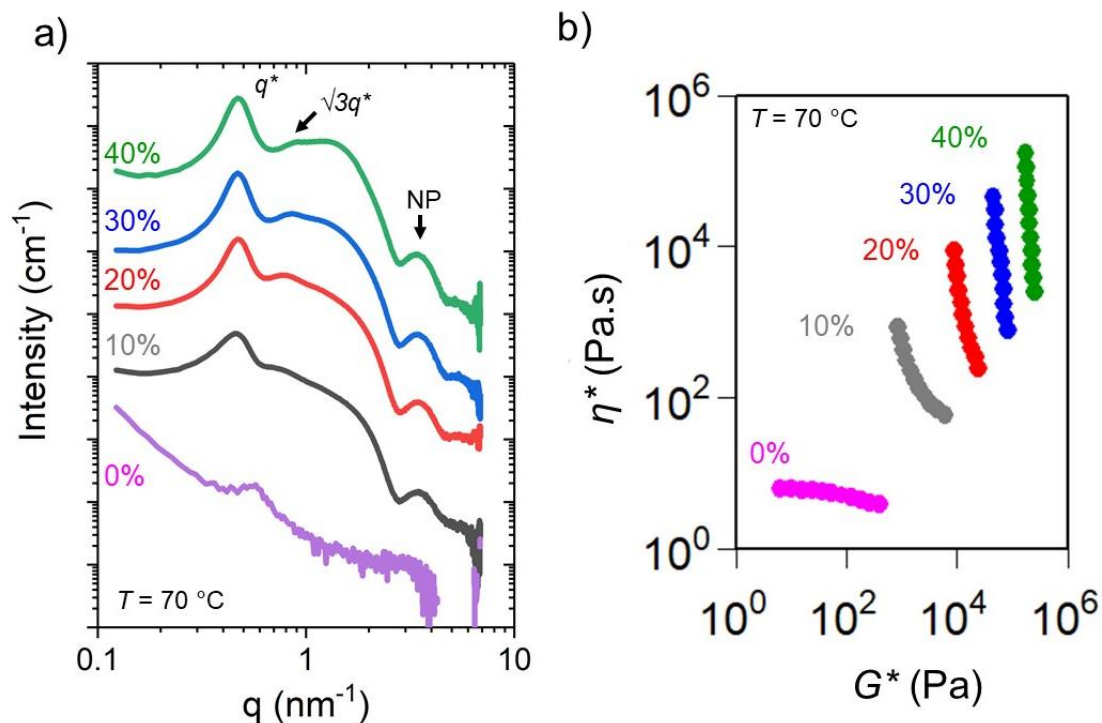 a)
q*
√3q*
40%
NP
30%
20%
10%
0%
T = 70 °C
Intensity (cm⁻¹)
0.1
1
10
q (nm⁻¹)
b)
10⁶
T = 70 °C
40%
30%
10⁴
20%
10%
η* (Pa.s)
10²
0%
10⁰
10⁰
10²
10⁴
10⁶
G* (Pa)